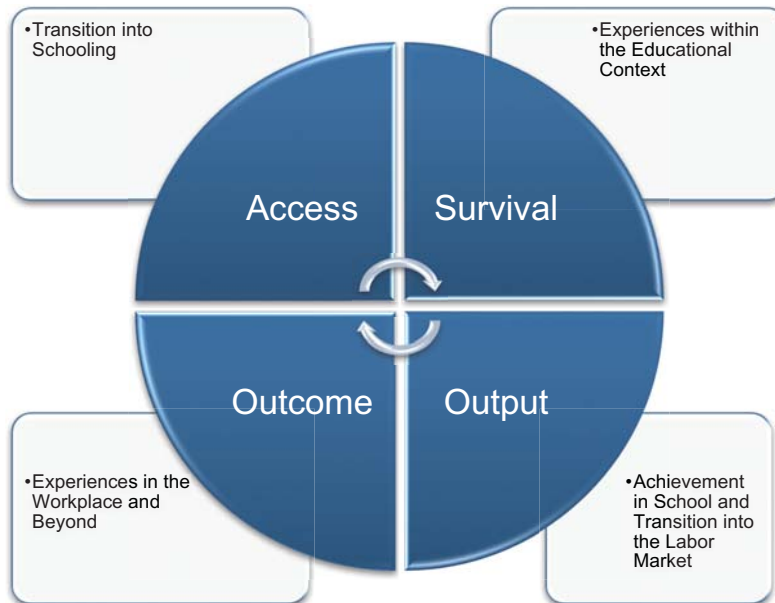 •Transition into
Schooling
•Experiences within
the Educational
Context
Access
Survival
Outcome
Output
•Experiences in the
Workplace and
Beyond
•Achievement
in School and
Transition into
the Labor
Market